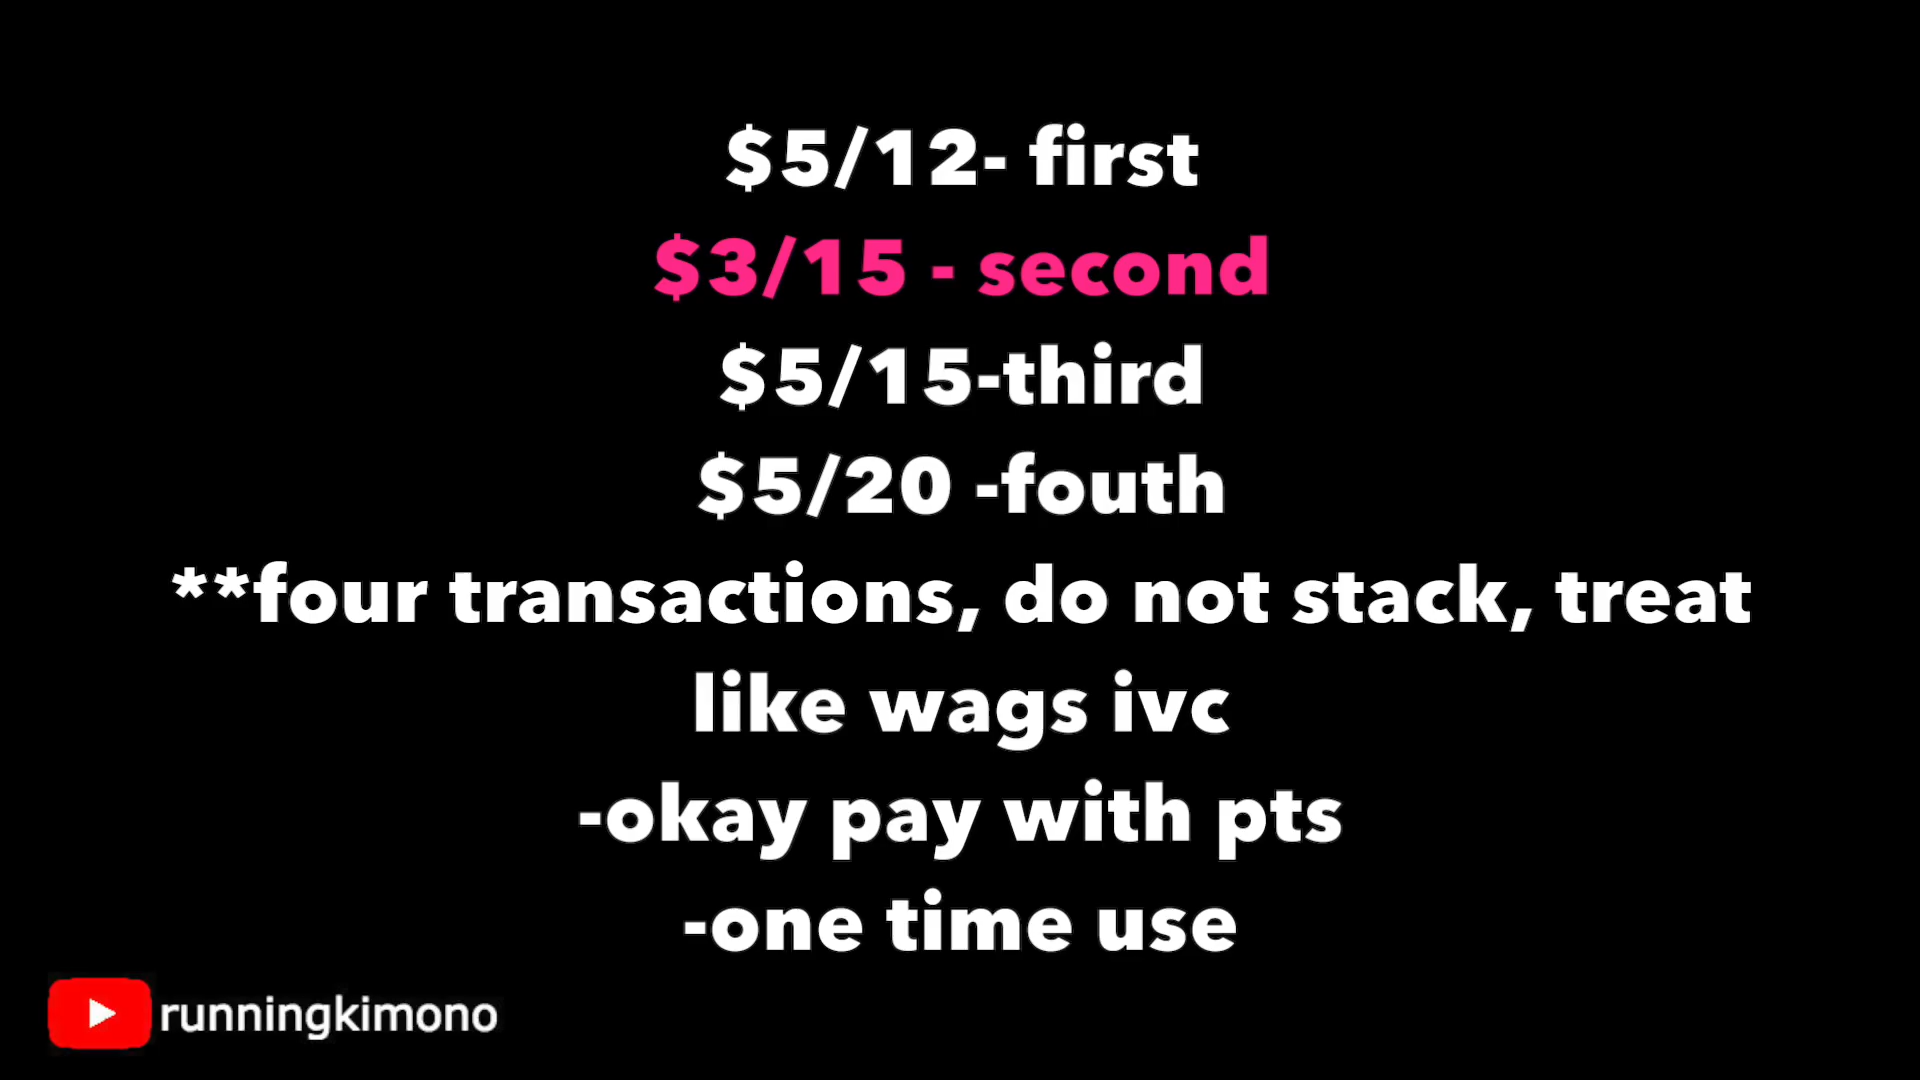 $5/12- first
$3/15 - second
$5/15-third
$5/20 -fouth
**four transactions, do not stack, treat
like wags ivc
-okay pay with pts
-one time use
runningkimono